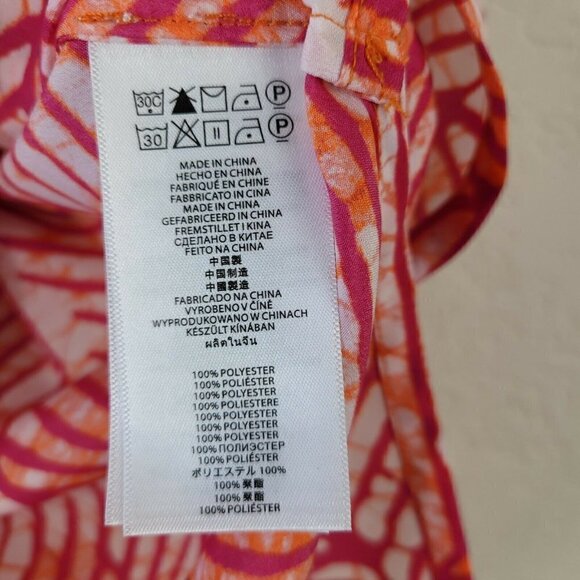 30C P
30 P
MADE IN CHINA
HECHO EN CHINA
FABRIQUÉ EN CHINE
FABBRICATO IN CINA
MADE IN CHINA
GEFABRICEERD IN CHINA
FREMSTILLET I KINA
СДЕЛАНО В КИТАЕ
FEITO NA CHINA
中国製
中国制造
中國製造
FABRICADO NA CHINA
VYROBENO V ČÍNĚ
WYPRODUKOWANO W CHINACH
KÉSZÜLT KÍNÁBAN
ผลิตในจีน
100% POLYESTER
100% POLIÉSTER
100% POLYESTER
100% POLIESTERE
100% POLYESTER
100% POLYESTER
100% POLYESTER
100% ПОЛИЭСТЕР
100% POLIÉSTER
ポリエステル 100%
100% 聚酯
100% 聚酯
100% POLIÉSTER